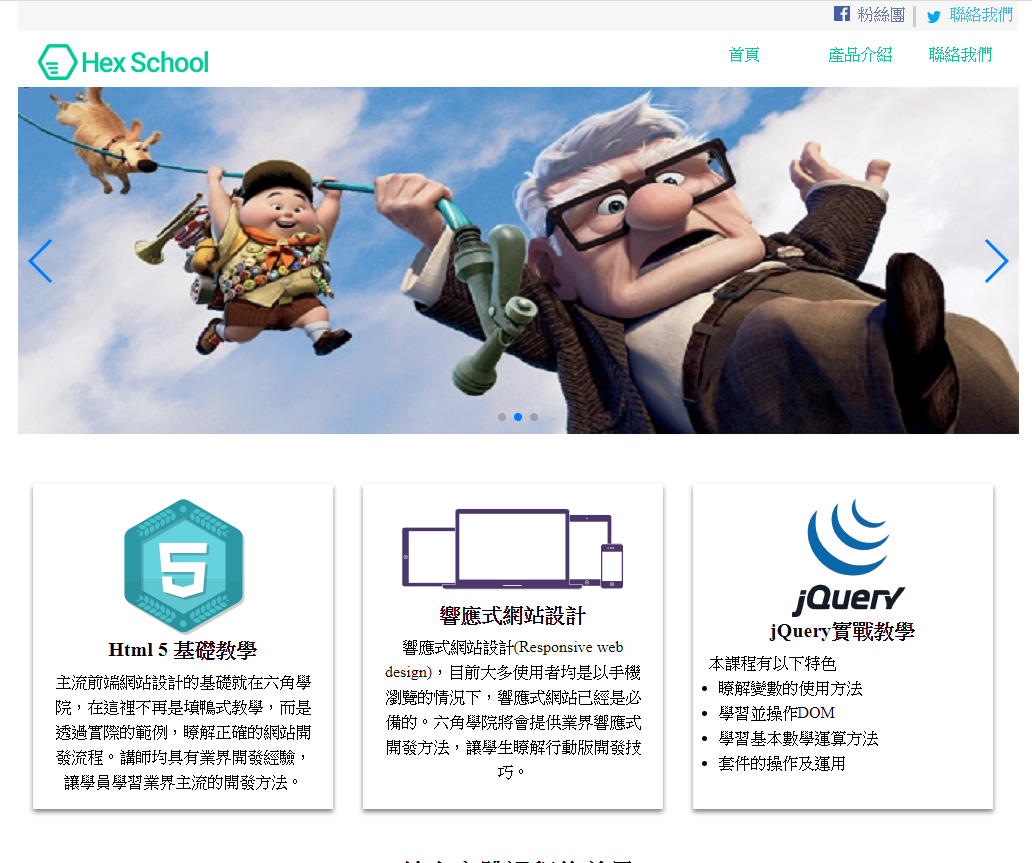 粉絲團 聯絡我們
Hex School 首頁 產品介紹 聯絡我們
5
Html 5 基礎教學
主流前端網站設計的基礎就在六角學
院，在這裡不再是填鴨式教學，而是
透過實際的範例，瞭解正確的網站開
發流程。講師均具有業界開發經驗，
讓學員學習業界主流的開發方法。
響應式網站設計
響應式網站設計(Responsive web
design)，目前大多使用者均是以手機
瀏覽的情況下，響應式網站已經是必
備的。六角學院將會提供業界響應式
開發方法，讓學生瞭解行動版開發技
巧。
jQuery
jQuery實戰教學
本課程有以下特色
• 瞭解變數的使用方法
• 學習並操作DOM
• 學習基本數學運算方法
• 套件的操作及運用